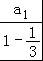 a₁
1 − 1/3